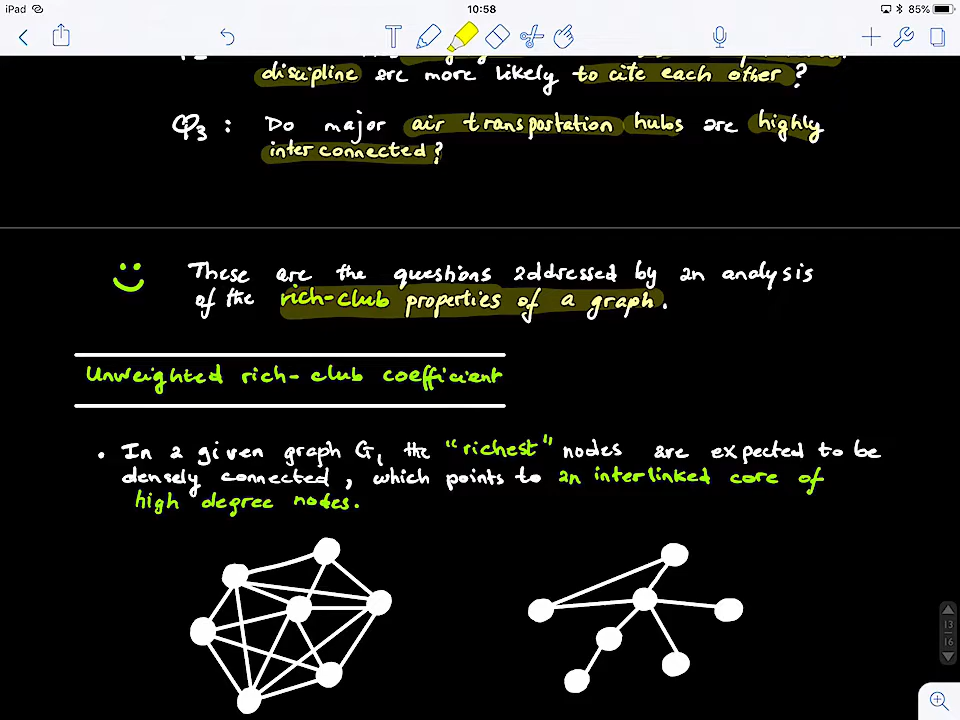 iPad
10:58
85%
T
discipline are more likely to cite each other?
Q3 : Do major air transportation hubs are highly
interconnected?
These are the questions addressed by an analysis
of the rich-club properties of a graph.
Unweighted rich-club coefficient
• In a given graph G, the "richest" nodes are expected to be
densely connected, which points to an interlinked core of
high degree nodes.
13
16